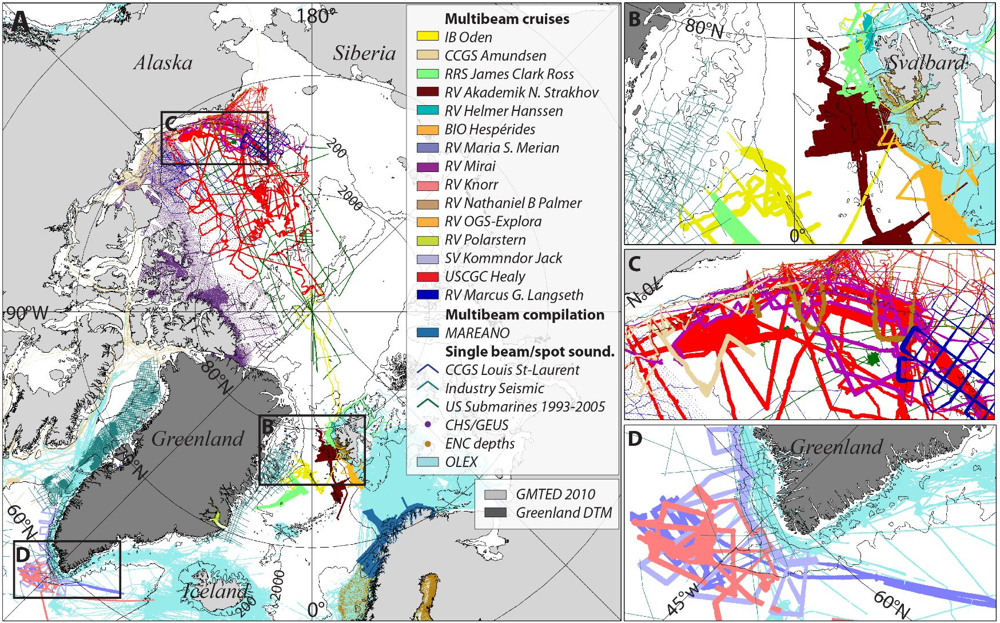 A
180°
Alaska
Siberia
C
200
2000
90°W
80°N
Greenland
70°N
B
60°N
D
Iceland
200
2000
0°
Multibeam cruises
IB Oden
CCGS Amundsen
RRS James Clark Ross
RV Akademik N. Strakhov
RV Helmer Hanssen
BIO Hespérides
RV Maria S. Merian
RV Mirai
RV Knorr
RV Nathaniel B Palmer
RV OGS-Explora
RV Polarstern
SV Kommndor Jack
USCGC Healy
RV Marcus G. Langseth
Multibeam compilation
MAREANO
Single beam/spot sound.
CCGS Louis St-Laurent
Industry Seismic
US Submarines 1993-2005
CHS/GEUS
ENC depths
OLEX
GMTED 2010
Greenland DTM
B
80°N
Svalbard
0°
C
70°N
D
Greenland
45°W
60°N